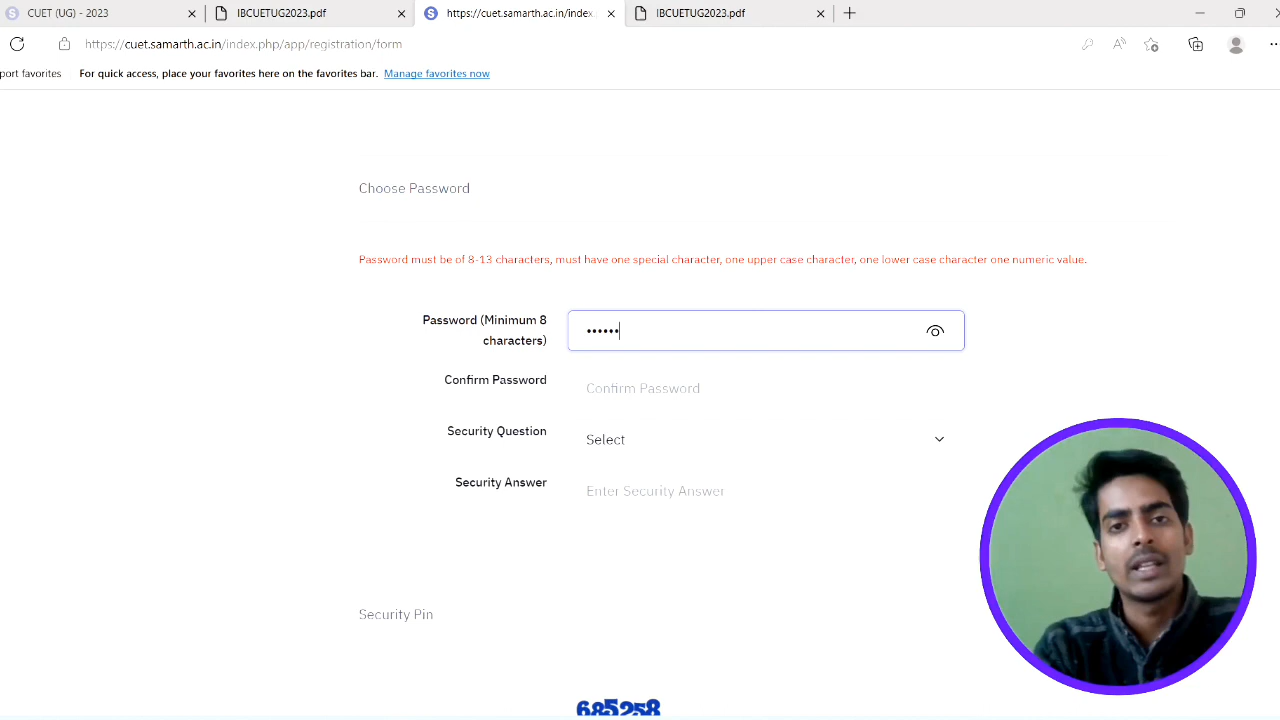 CUET (UG) - 2023
IBCUETUG2023.pdf
https://cuet.samarth.ac.in/index.
IBCUETUG2023.pdf
https://cuet.samarth.ac.in/index.php/app/registration/form
port favorites
For quick access, place your favorites here on the favorites bar. Manage favorites now
Choose Password
Password must be of 8-13 characters, must have one special character, one upper case character, one lower case character one numeric value.
Password (Minimum 8
characters)
••••••
Confirm Password
Confirm Password
Security Question
Select
Security Answer
Enter Security Answer
Security Pin
685258